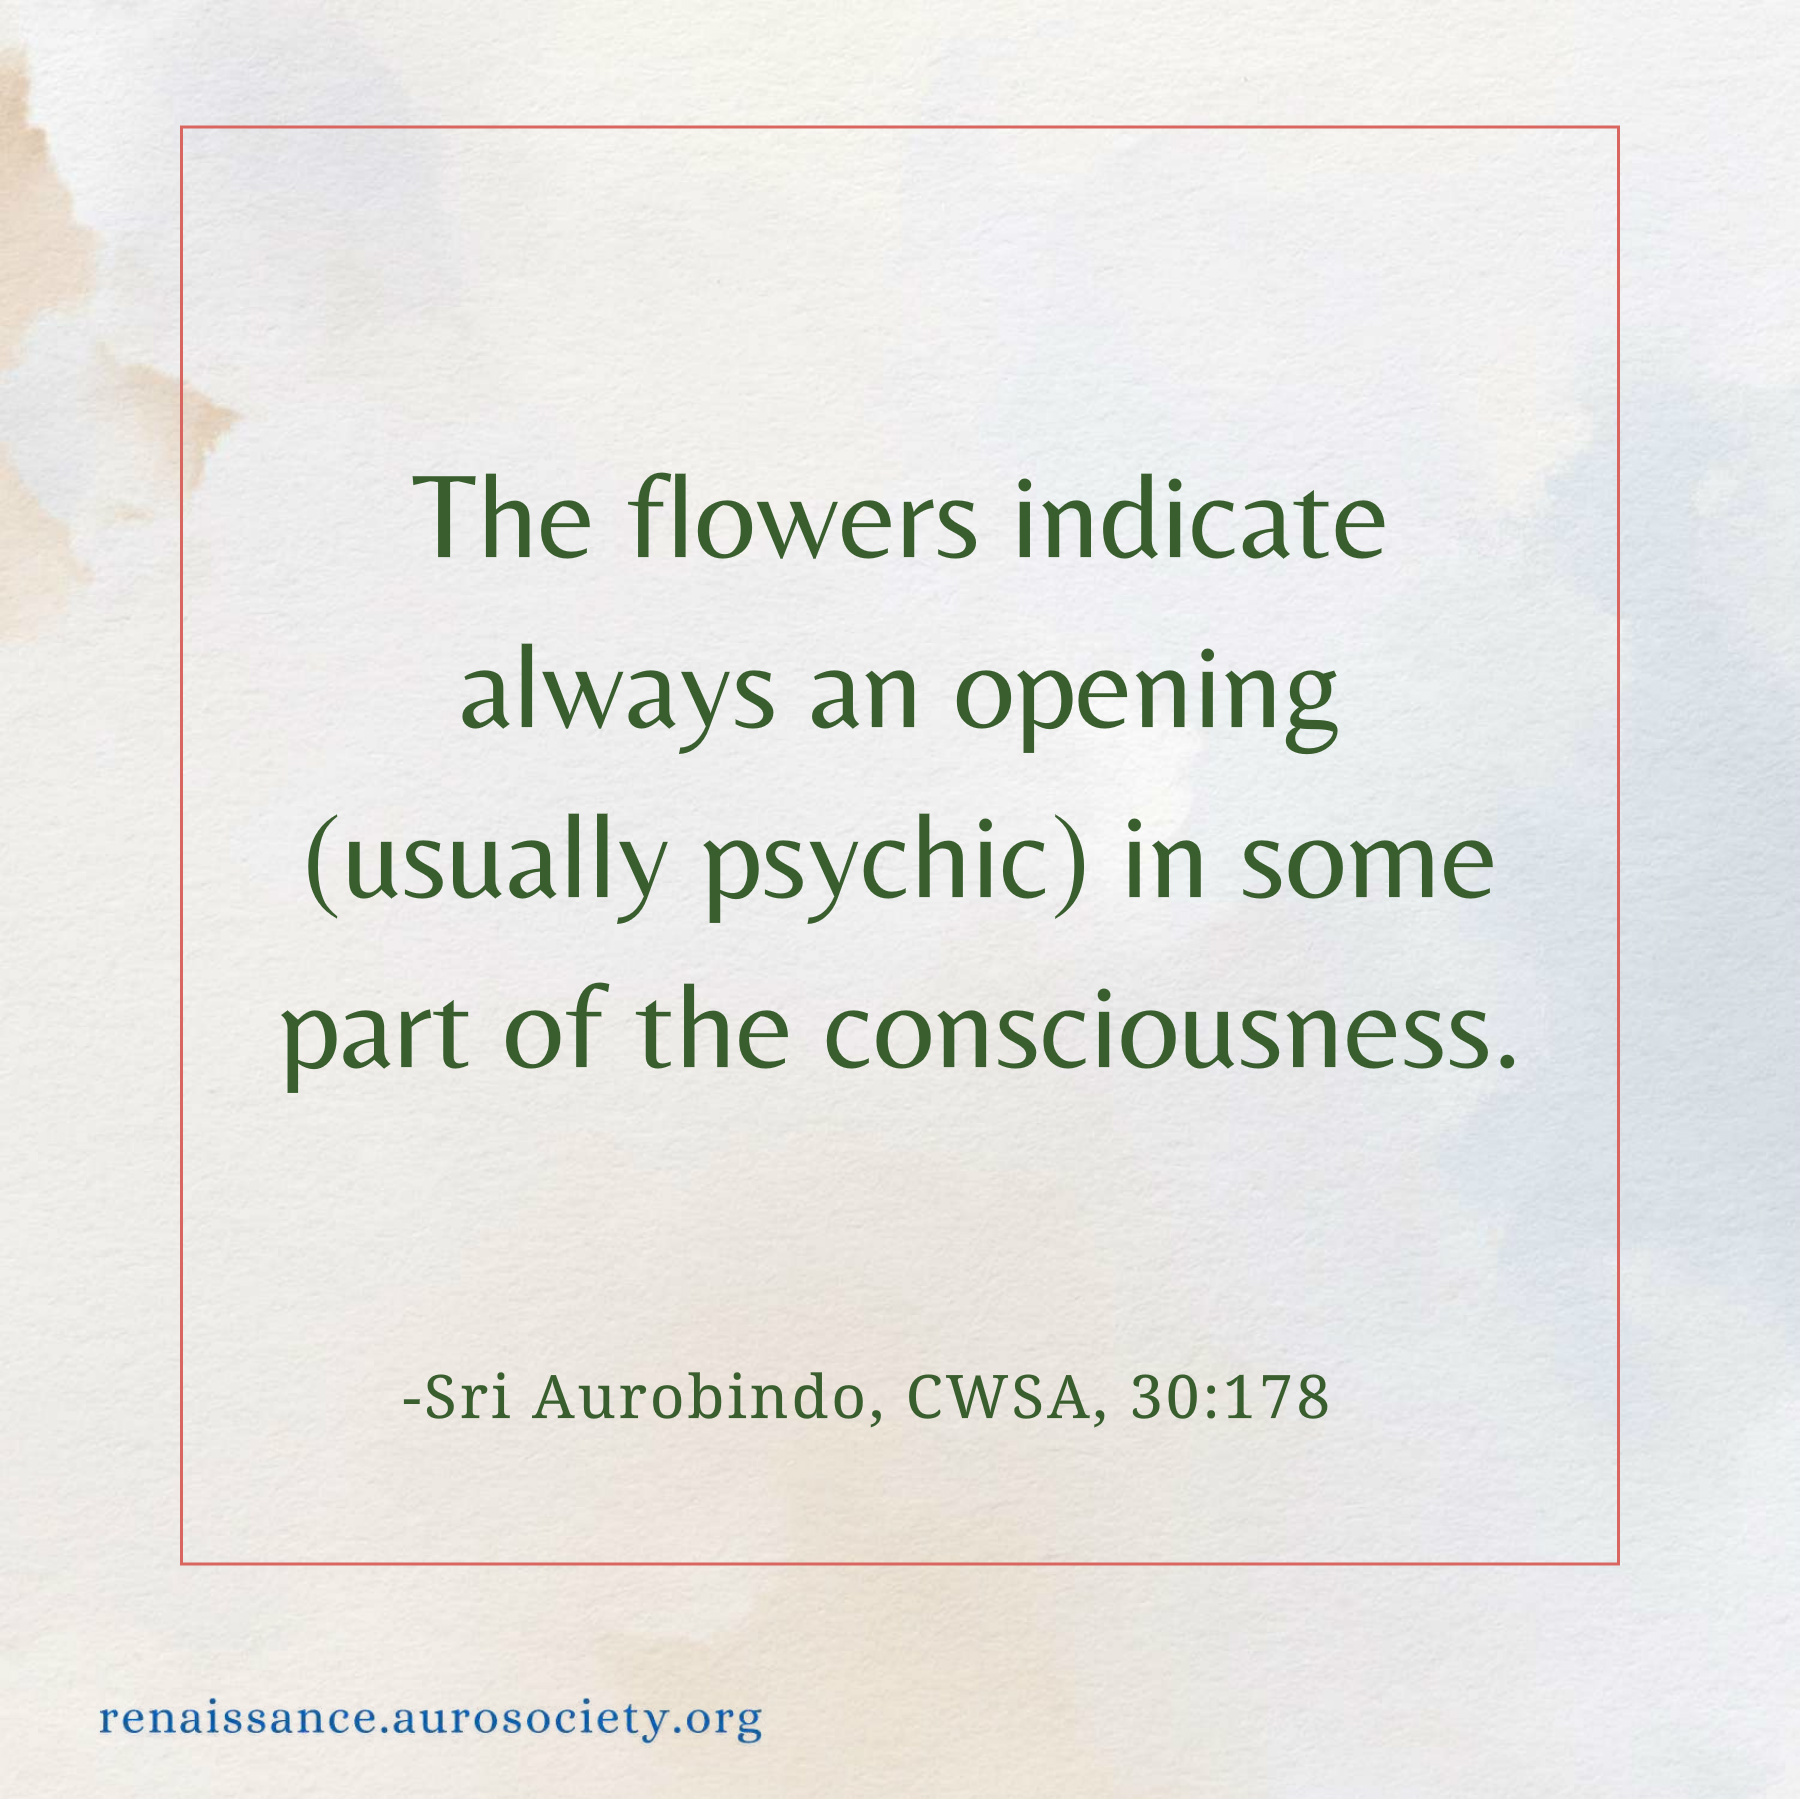 The flowers indicate
always an opening
(usually psychic) in some
part of the consciousness.
-Sri Aurobindo, CWSA, 30:178
renaissance.aurosociety.org